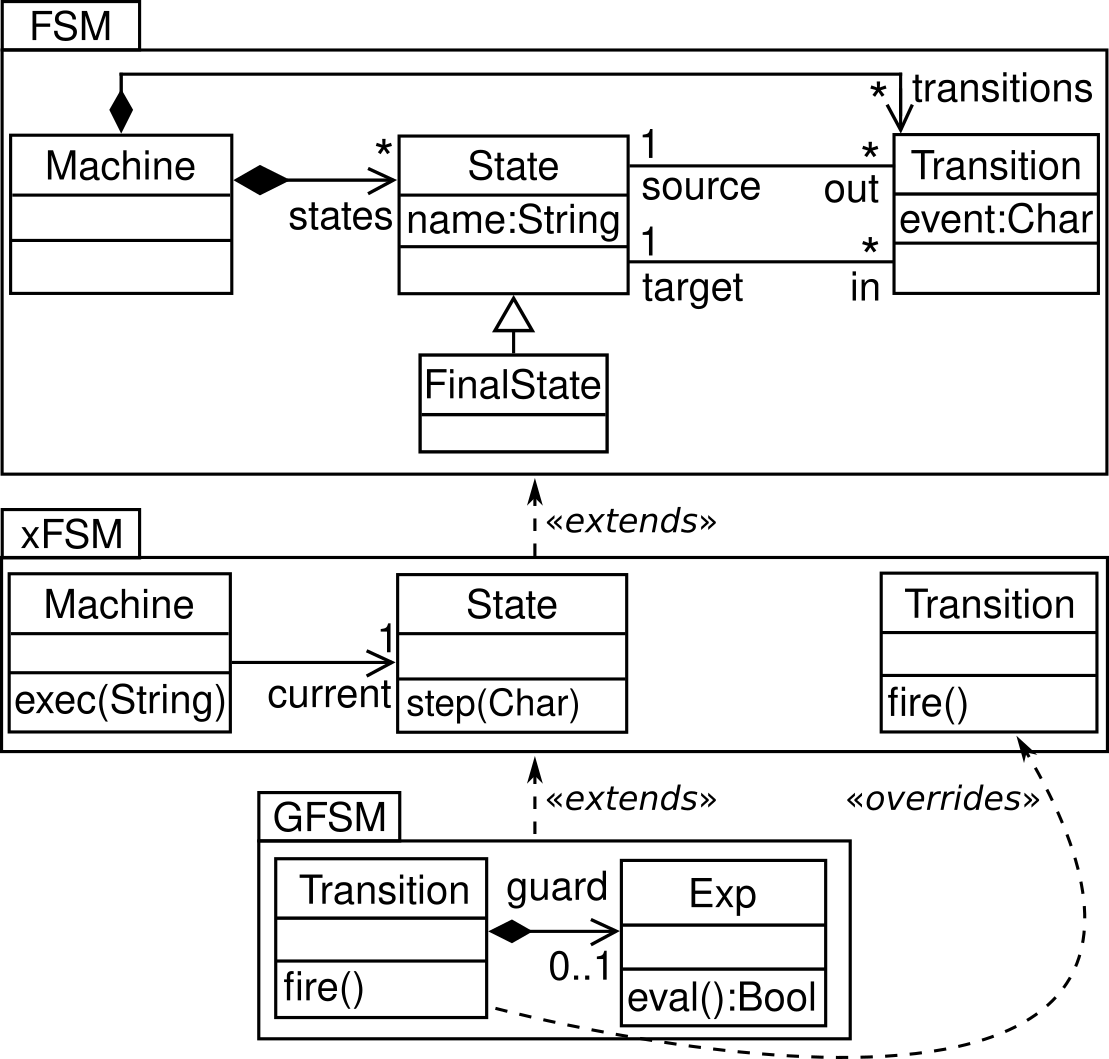 FSM
* transitions
Machine
*
states
State
name:String
1
source
*
out
1
target
*
in
Transition
event:Char
FinalState
«extends»
xFSM
Machine
exec(String)
1
current
State
step(Char)
Transition
fire()
«extends»
«overrides»
GFSM
Transition
fire()
guard
0..1
Exp
eval():Bool